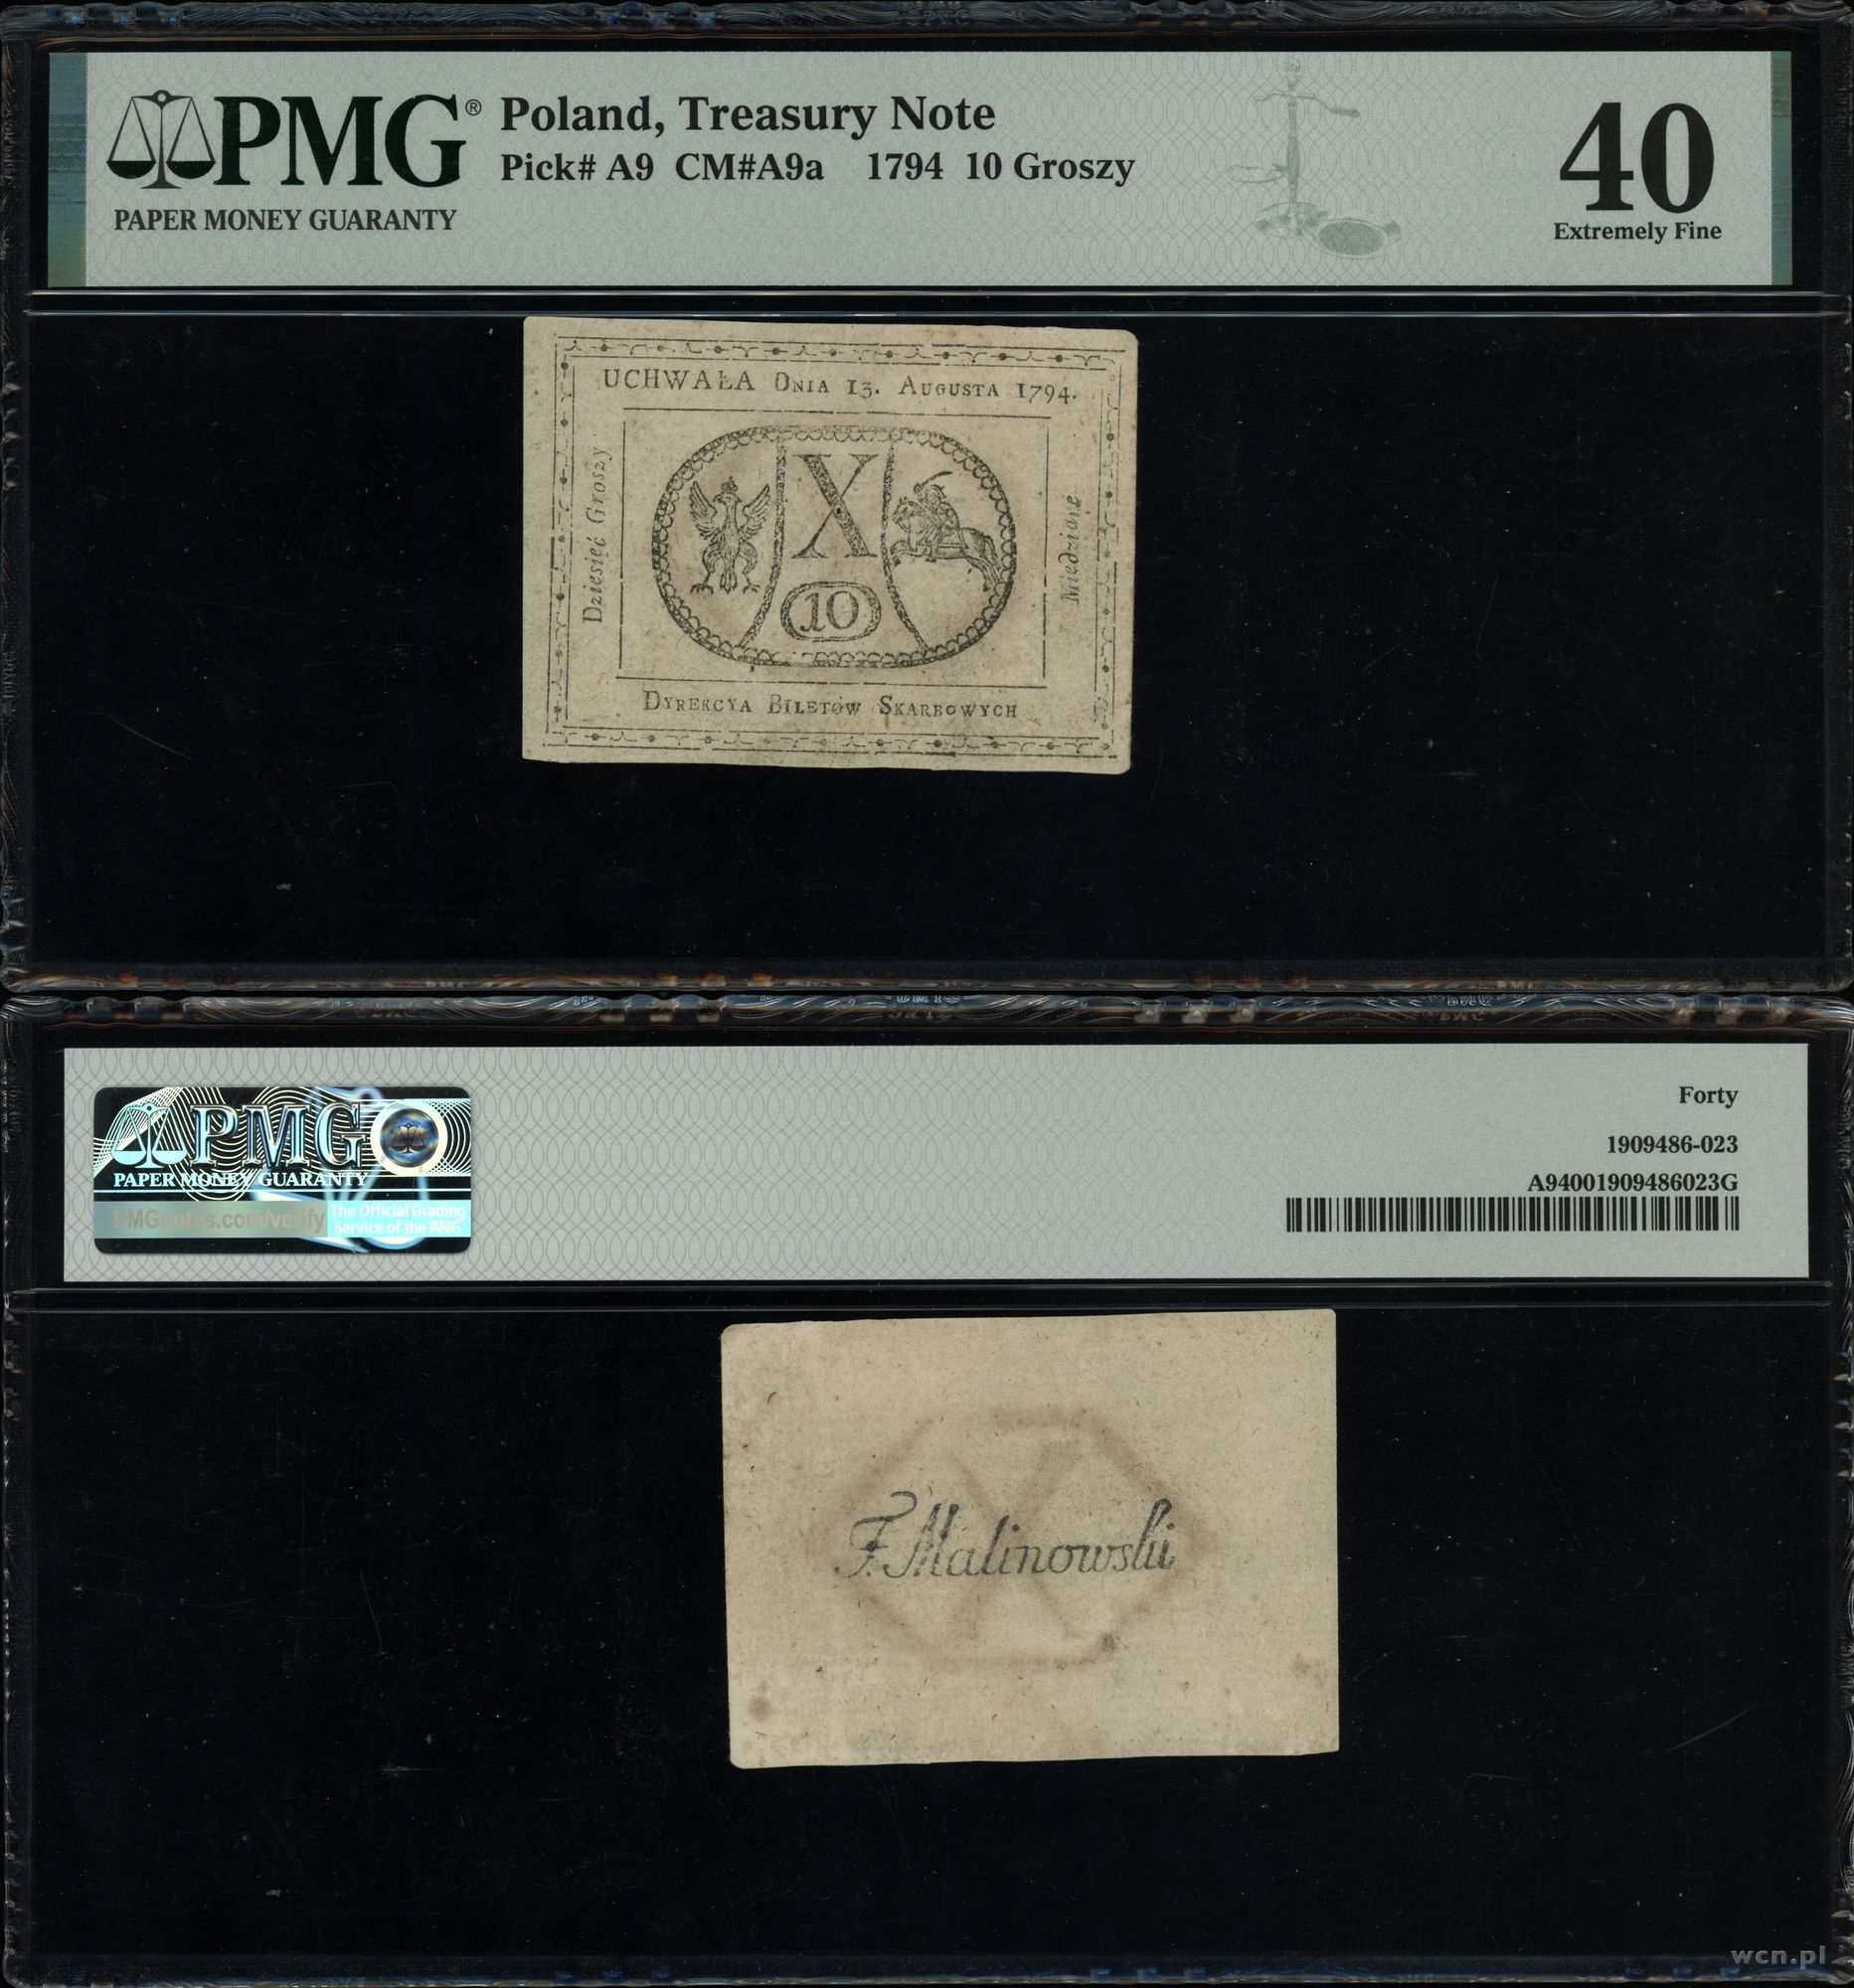 PMG®
PAPER MONEY GUARANTY
Poland, Treasury Note
Pick# A9 CM#A9a 1794 10 Groszy
40
Extremely Fine
UCHWAŁA DNIA 13. AUGUSTA 1794.
Dziesięć Groszy
X
10
Miedziane
DYREKCYA BILETOW SKARBOWYCH
PMG
PAPER MONEY GUARANTY
PMGnotes.com/verify
The Official Grading
Service of the PNG
Forty
1909486-023
A94001909486023G
F. Malinowski
wcn.pl